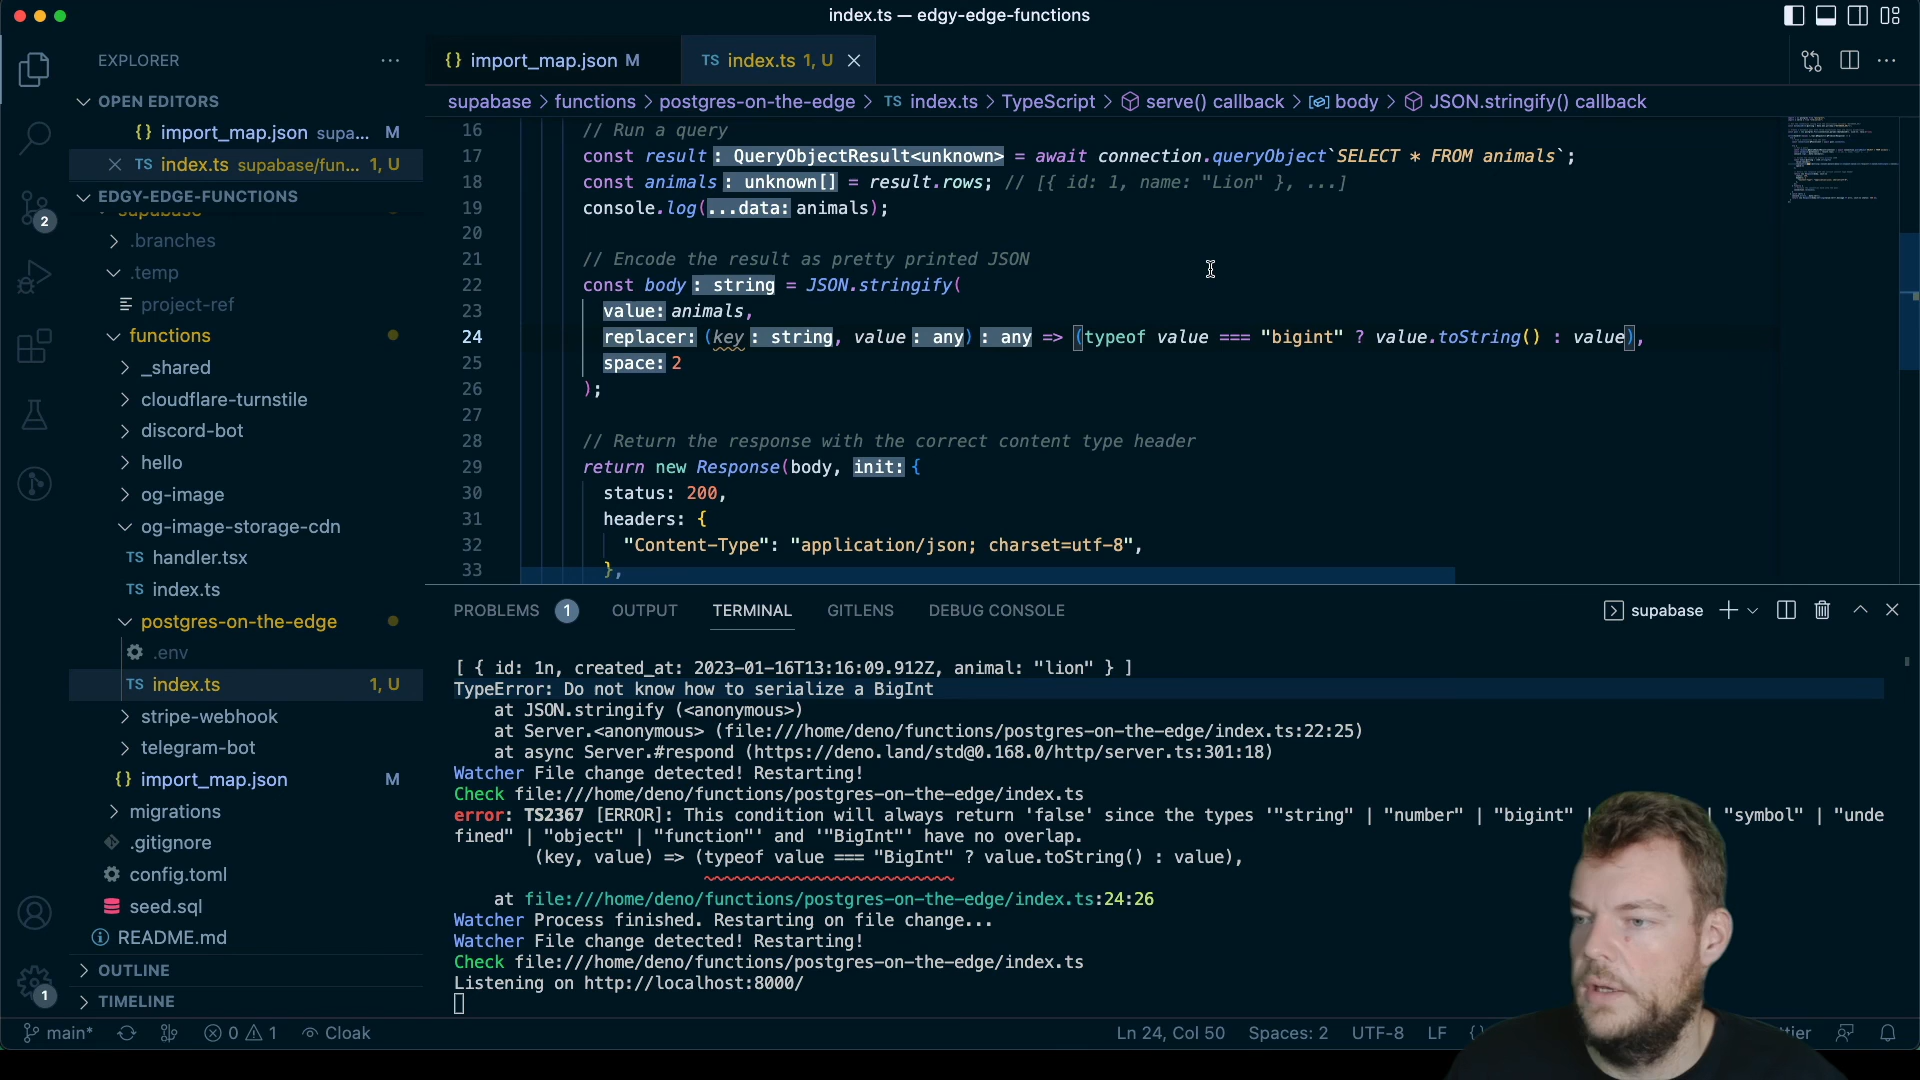 index.ts — edgy-edge-functions
EXPLORER
OPEN EDITORS
{} import_map.json supa... M
TS index.ts supabase/fun... 1, U
EDGY-EDGE-FUNCTIONS
supabase
.branches
.temp
project-ref
functions
_shared
cloudflare-turnstile
discord-bot
hello
og-image
og-image-storage-cdn
TS handler.tsx
TS index.ts
postgres-on-the-edge
.env
TS index.ts 1, U
stripe-webhook
telegram-bot
{} import_map.json M
migrations
.gitignore
config.toml
seed.sql
README.md
OUTLINE
TIMELINE
2
1
{} import_map.json M
TS index.ts 1, U
supabase > functions > postgres-on-the-edge > TS index.ts > TypeScript > serve() callback > body > JSON.stringify() callback
16 // Run a query
17 const result : QueryObjectResult<unknown> = await connection.queryObject`SELECT * FROM animals`;
18 const animals : unknown[] = result.rows; // [{ id: 1, name: "Lion" }, ...]
19 console.log(...data: animals);
20
21 // Encode the result as pretty printed JSON
22 const body : string = JSON.stringify(
23 value: animals,
24 replacer: (key : string, value : any) : any => (typeof value === "bigint" ? value.toString() : value),
25 space: 2
26 );
27
28 // Return the response with the correct content type header
29 return new Response(body, init: {
30 status: 200,
31 headers: {
32 "Content-Type": "application/json; charset=utf-8",
33 },
PROBLEMS 1 OUTPUT TERMINAL GITLENS DEBUG CONSOLE supabase
[ { id: 1n, created_at: 2023-01-16T13:16:09.912Z, animal: "lion" } ]
TypeError: Do not know how to serialize a BigInt
at JSON.stringify (<anonymous>)
at Server.<anonymous> (file:///home/deno/functions/postgres-on-the-edge/index.ts:22:25)
at async Server.#respond (https://deno.land/std@0.168.0/http/server.ts:301:18)
Watcher File change detected! Restarting!
Check file:///home/deno/functions/postgres-on-the-edge/index.ts
error: TS2367 [ERROR]: This condition will always return 'false' since the types '"string" | "number" | "bigint" | "symbol" | "unde
fined" | "object" | "function"' and '"BigInt"' have no overlap.
(key, value) => (typeof value === "BigInt" ? value.toString() : value),
at file:///home/deno/functions/postgres-on-the-edge/index.ts:24:26
Watcher Process finished. Restarting on file change...
Watcher File change detected! Restarting!
Check file:///home/deno/functions/postgres-on-the-edge/index.ts
Listening on http://localhost:8000/
main* 0 1 Cloak Ln 24, Col 50 Spaces: 2 UTF-8 LF {} tier